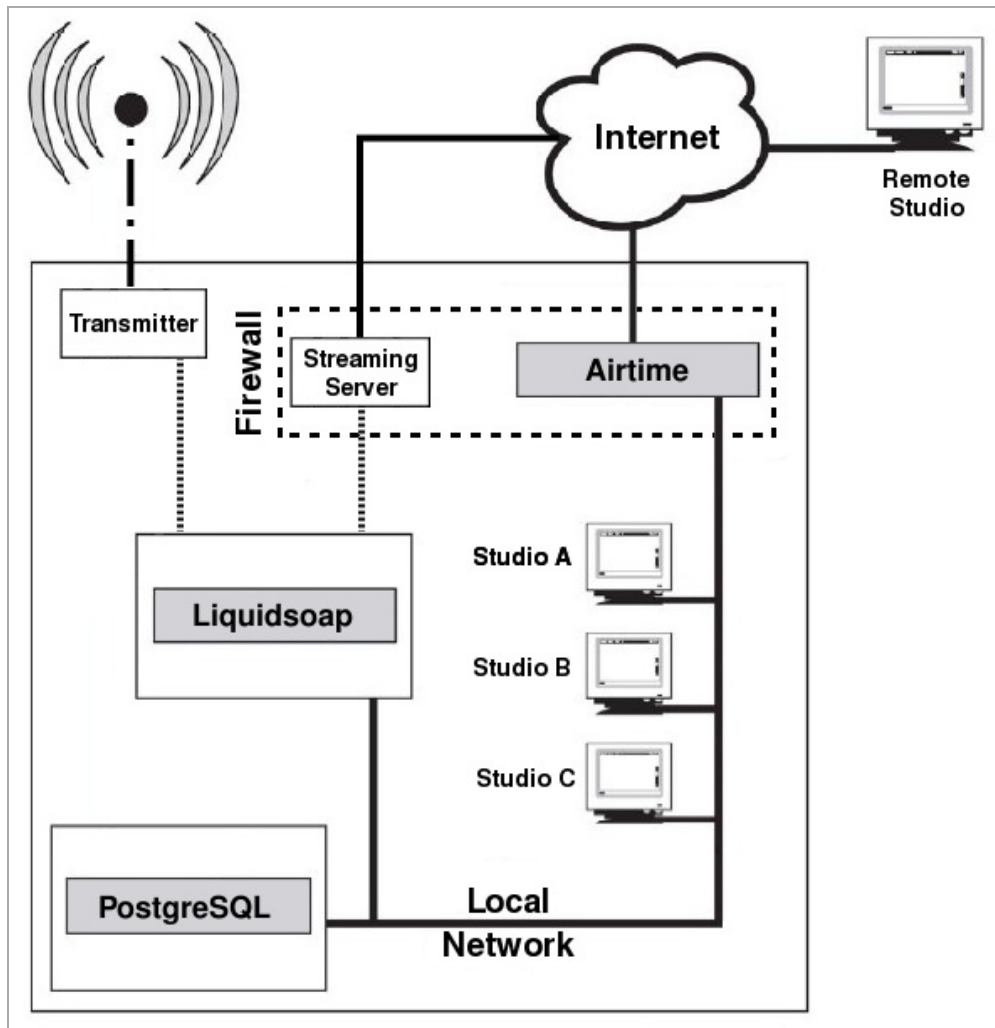 Internet
Remote
Studio
Transmitter
Firewall
Streaming
Server
Airtime
Studio A
Liquidsoap
Studio B
Studio C
PostgreSQL
Local
Network